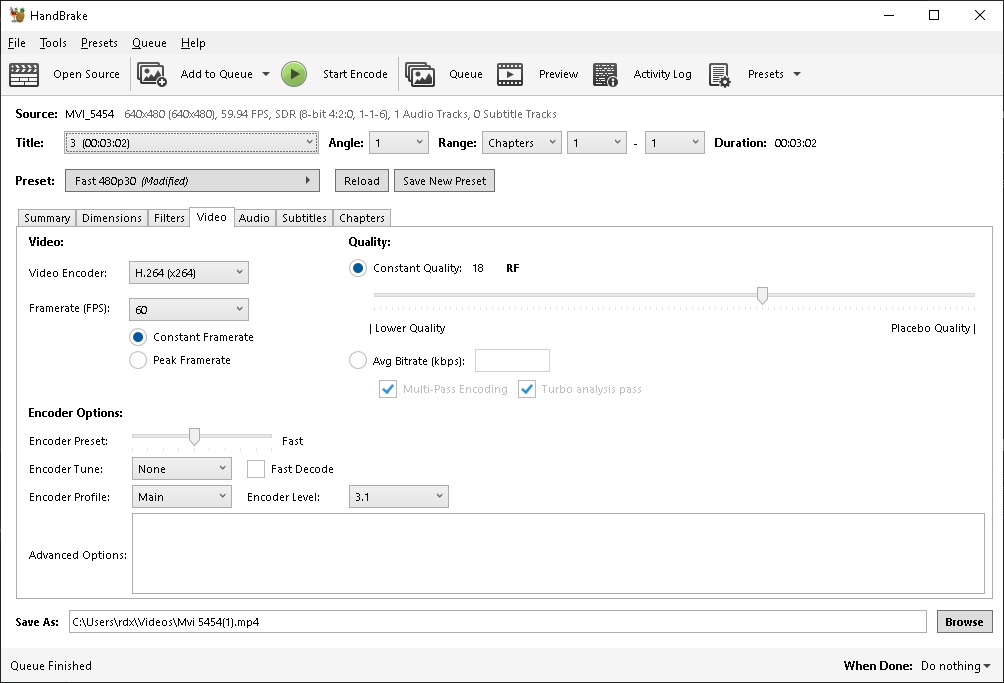 HandBrake
File Tools Presets Queue Help
Open Source Add to Queue Start Encode Queue Preview Activity Log Presets
Source: MVI_5454 640x480 (640x480), 59.94 FPS, SDR (8-bit 4:2:0, 1-1-6), 1 Audio Tracks, 0 Subtitle Tracks
Title: 3 (00:03:02) Angle: 1 Range: Chapters 1 - 1 Duration: 00:03:02
Preset: Fast 480p30 (Modified) Reload Save New Preset
Summary Dimensions Filters Video Audio Subtitles Chapters
Video: Quality:
Video Encoder: H.264 (x264) Constant Quality: 18 RF
Framerate (FPS): 60
Constant Framerate | Lower Quality Placebo Quality |
Peak Framerate Avg Bitrate (kbps):
Multi-Pass Encoding Turbo analysis pass
Encoder Options:
Encoder Preset: Fast
Encoder Tune: None Fast Decode
Encoder Profile: Main Encoder Level: 3.1
Advanced Options:
Save As: C:\Users\rdx\Videos\Mvi 5454(1).mp4 Browse
Queue Finished When Done: Do nothing